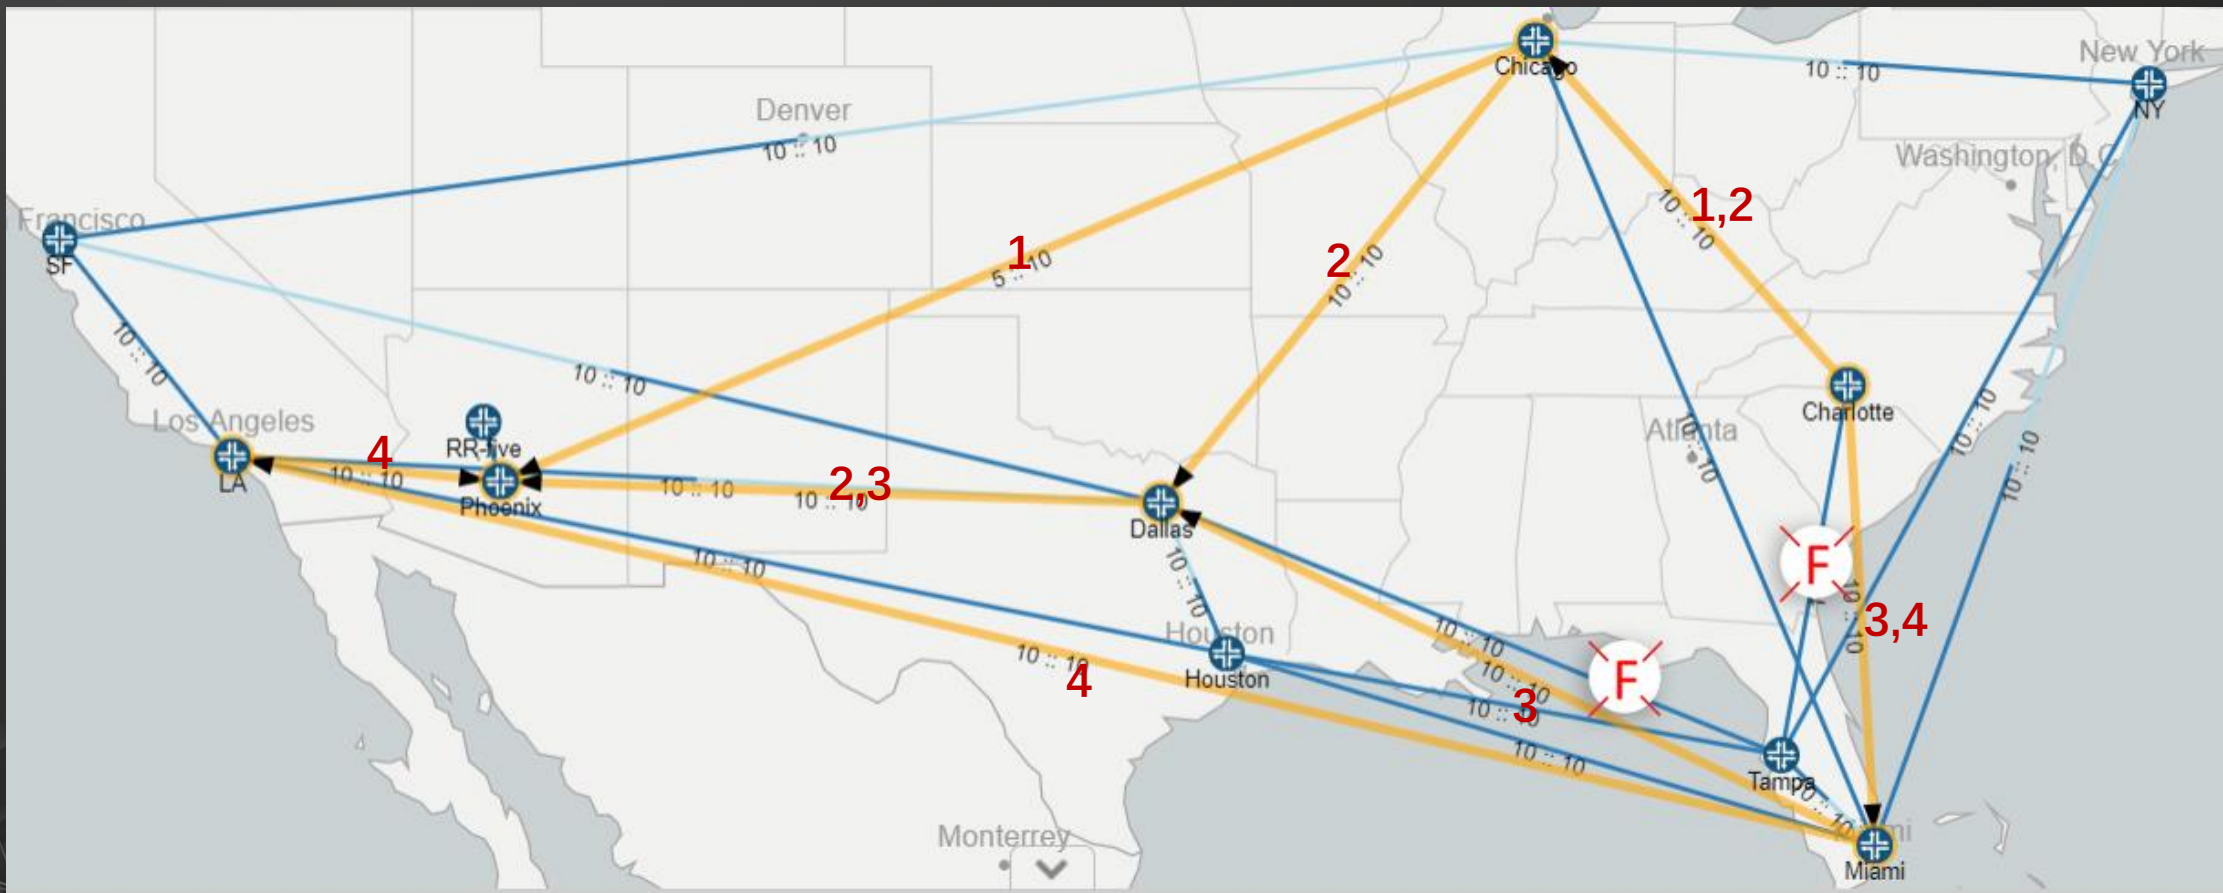 New York
Chicago
10 :: 10
NY
Denver
10 :: 10
Washington, D.C.
1,2
10 :: 10
Francisco
SF
1
5 :: 10
2
10 :: 10
10 :: 10
10 :: 10
Charlotte
10 :: 10
Los Angeles
Atlanta
10 :: 10
10 :: 10
RR-five
4
10 :: 10
LA
Phoenix
10 :: 10
2,3
10 :: 10
Dallas
10 :: 10
10 :: 10
F
10 :: 10
3,4
Houston
Houston
10 :: 10
10 :: 10
4
10 :: 10
F
3
10 :: 10
10 :: 10
Tampa
10 :: 10
Miami
Monterrey